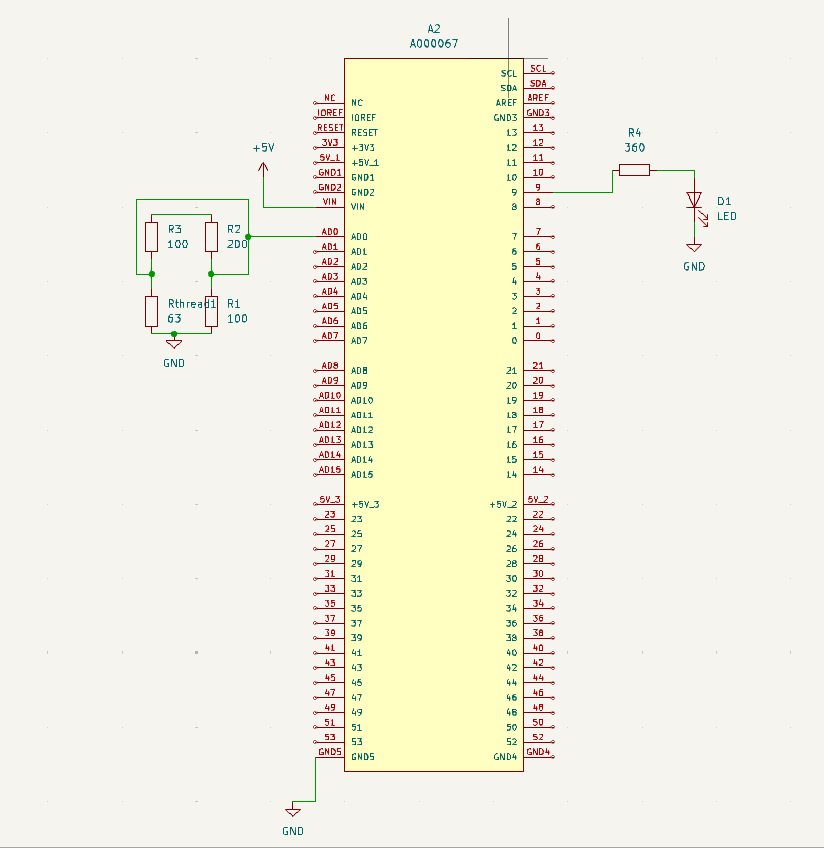 A2
A000067
SCL SCL
SDA SDA
NC NC AREF AREF
IOREF IOREF GND3 GND3
RESET RESET 13 13
3V3 +3V3 12 12
5V_1 +5V_1 11 11
GND1 GND1 10 10
GND2 GND2 9 9
VIN VIN 8 8
+5V
R4
360
D1
LED
GND
AD0 AD0 7 7
AD1 AD1 6 6
AD2 AD2 5 5
AD3 AD3 4 4
AD4 AD4 3 3
AD5 AD5 2 2
AD6 AD6 1 1
AD7 AD7 0 0
R3
100
R2
200
Rthread1
63
R1
100
GND
AD8 AD8 21 21
AD9 AD9 20 20
AD10 AD10 19 19
AD11 AD11 18 18
AD12 AD12 17 17
AD13 AD13 16 16
AD14 AD14 15 15
AD15 AD15 14 14
5V_3 +5V_3 +5V_2 5V_2
23 23 22 22
25 25 24 24
27 27 26 26
29 29 28 28
31 31 30 30
33 33 32 32
35 35 34 34
37 37 36 36
39 39 38 38
41 41 40 40
43 43 42 42
45 45 44 44
47 47 46 46
49 49 48 48
51 51 50 50
53 53 52 52
GND5 GND5 GND4 GND4
GND